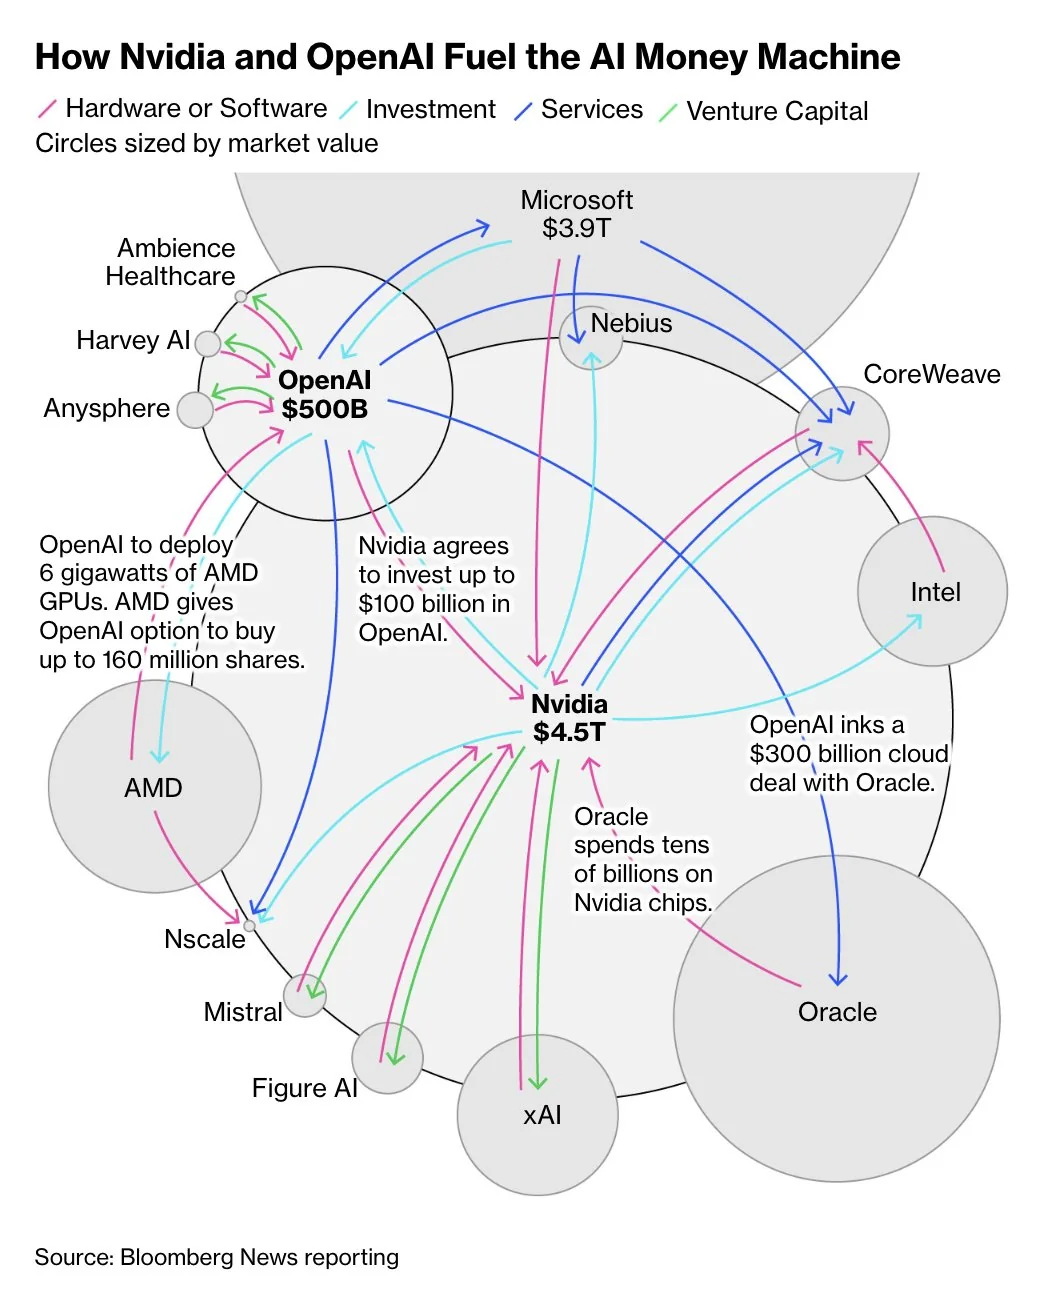 How Nvidia and OpenAI Fuel the AI Money Machine
Hardware or Software Investment Services Venture Capital
Circles sized by market value
Microsoft
$3.9T
Ambience
Healthcare
Nebius
Harvey AI
CoreWeave
OpenAI
$500B
Anysphere
OpenAI to deploy
6 gigawatts of AMD
GPUs. AMD gives
OpenAI option to buy
up to 160 million shares.
Nvidia agrees
to invest up to
$100 billion in
OpenAI.
Intel
Nvidia
$4.5T
OpenAI inks a
$300 billion cloud
deal with Oracle.
AMD
Oracle
spends tens
of billions on
Nvidia chips.
Nscale
Mistral
Oracle
Figure AI
xAI
Source: Bloomberg News reporting